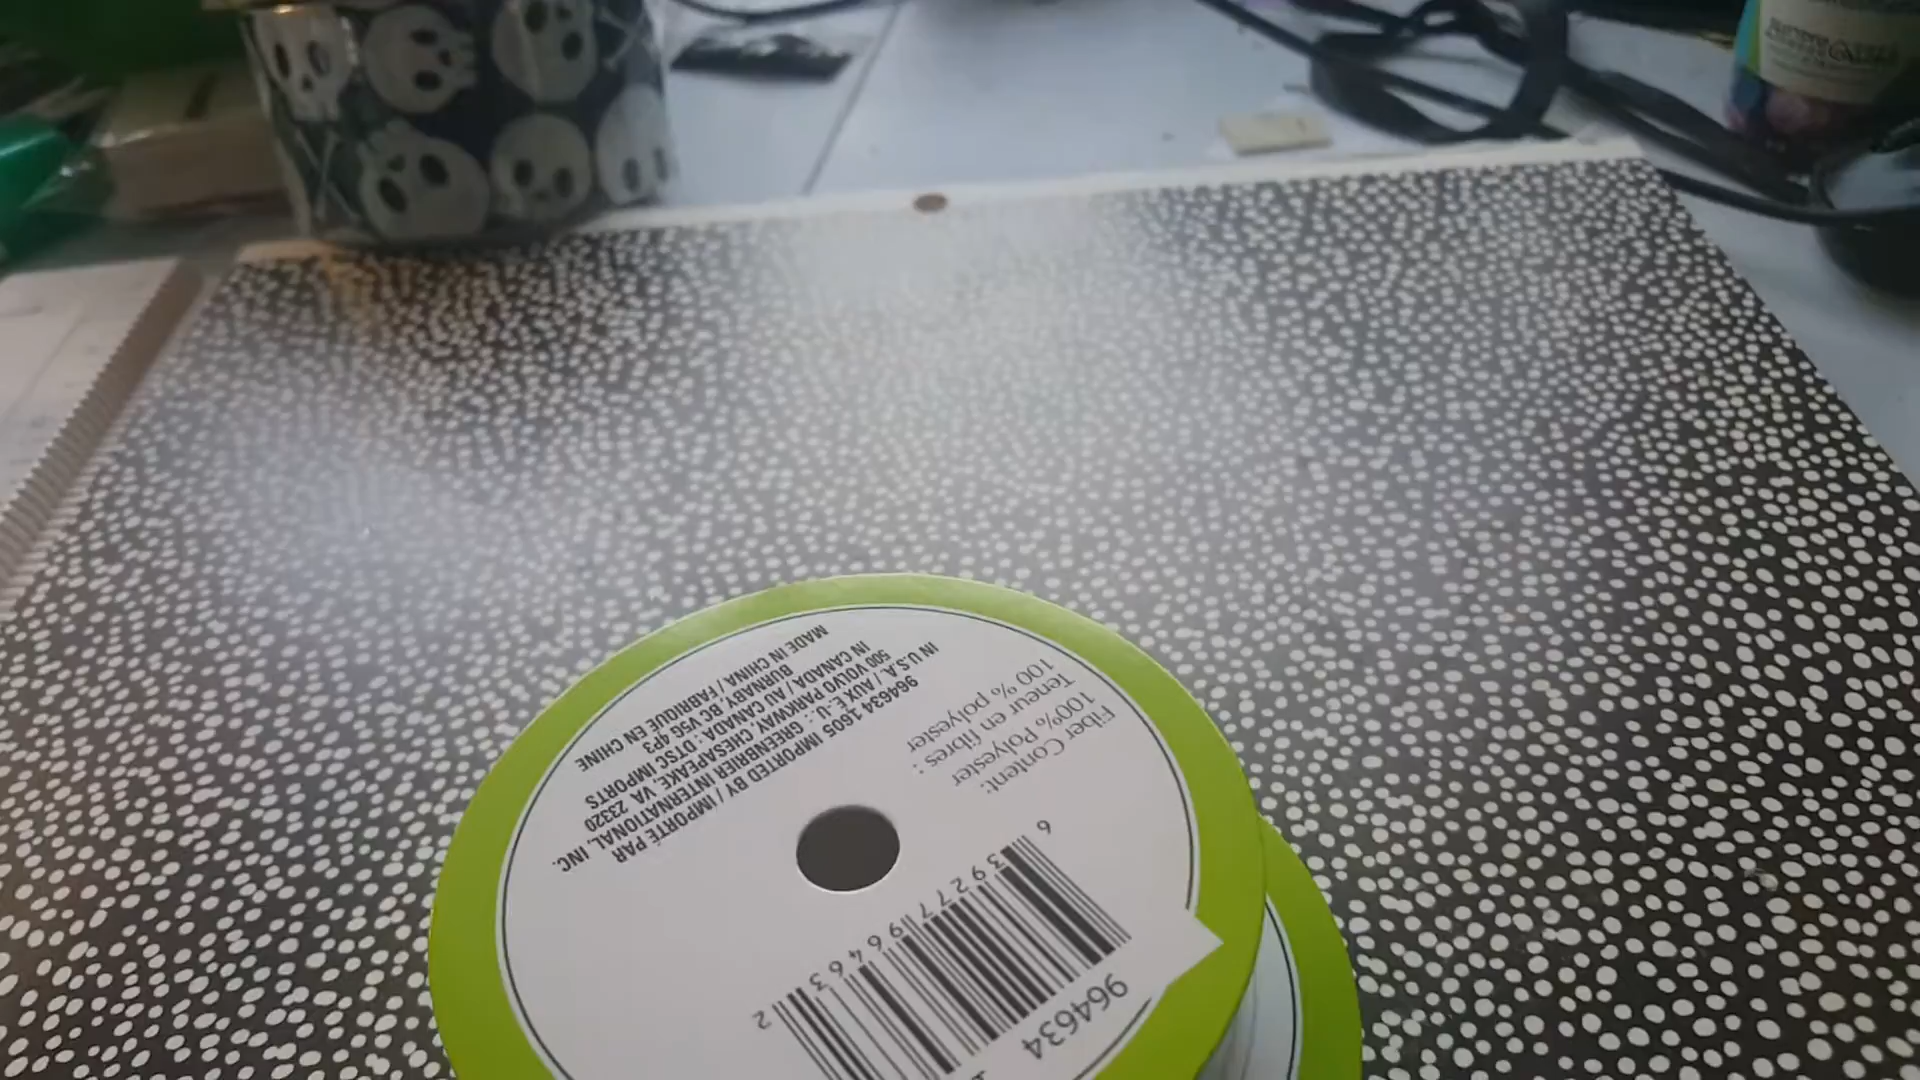 Fiber Content:
100% Polyester
Teneur en fibres :
100 % polyester
964634 1605 IMPORTED BY / IMPORTÉ PAR
IN U.S.A. / AUX É.-U. : GREENBRIER INTERNATIONAL, INC.
500 VOLVO PARKWAY CHESAPEAKE, VA 23320
IN CANADA / AU CANADA : DTSC IMPORTS
BURNABY BC V5G 4P3
MADE IN CHINA / FABRIQUÉ EN CHINE
6 39277 96463 2
964634